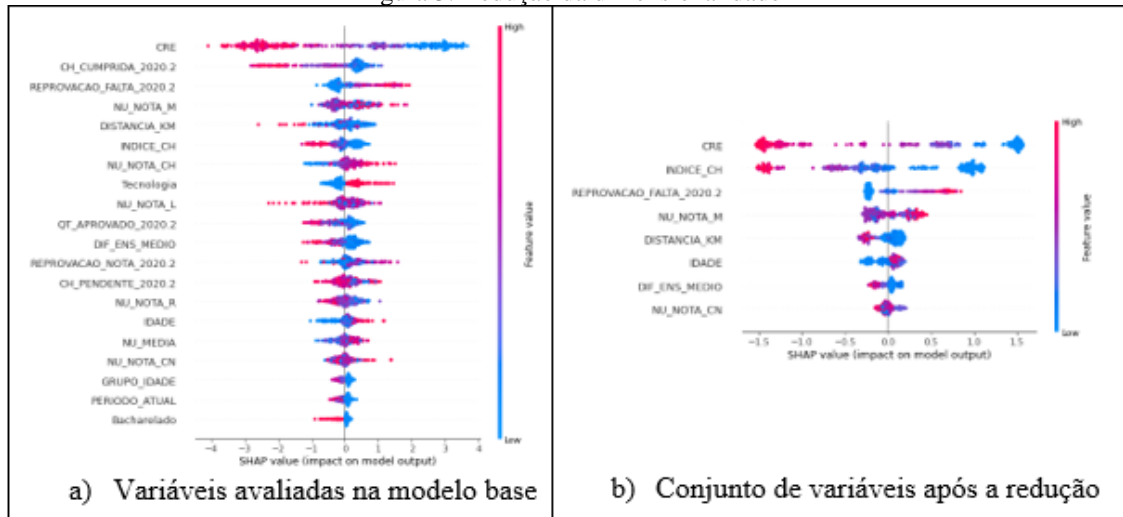 High
CRE
CH_CUMPRIDA_2020.2
REPROVACAO_FALTA_2020.2
NU_NOTA_M
DISTANCIA_KM
INDICE_CH
NU_NOTA_CH
Tecnologia
NU_NOTA_L
QT_APROVADO_2020.2
DIF_ENS_MEDIO
REPROVACAO_NOTA_2020.2
CH_PENDENTE_2020.2
NU_NOTA_R
IDADE
NU_MEDIA
NU_NOTA_CN
GRUPO_IDADE
PERIODO_ATUAL
Bacharelado
Feature value
Low
−4 −3 −2 −1 0 1 2 3 4
SHAP value (impact on model output)
a) Variáveis avaliadas na modelo base
High
CRE
INDICE_CH
REPROVACAO_FALTA_2020.2
NU_NOTA_M
DISTANCIA_KM
IDADE
DIF_ENS_MEDIO
NU_NOTA_CN
Feature value
Low
−1.5 −1.0 −0.5 0.0 0.5 1.0 1.5
SHAP value (impact on model output)
b) Conjunto de variáveis após a redução